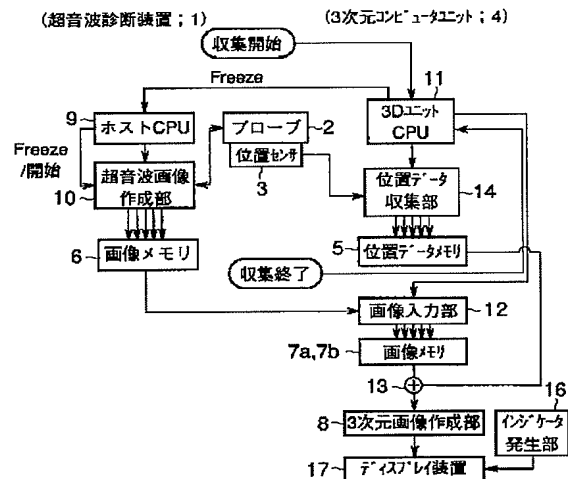 (超音波診断装置；1)
(3次元コンピュータユニット；4)
収集開始
Freeze
11
9
ホストCPU
プローブ
2
3Dユニット
CPU
Freeze
/開始
位置センサ
3
超音波画像
作成部
10
位置データ
収集部
14
6
画像メモリ
5
位置データメモリ
収集終了
画像入力部
12
7a,7b
画像メモリ
13
16
8
3次元画像作成部
インジケータ
発生部
17
ディスプレイ装置